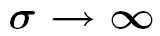 σ → ∞